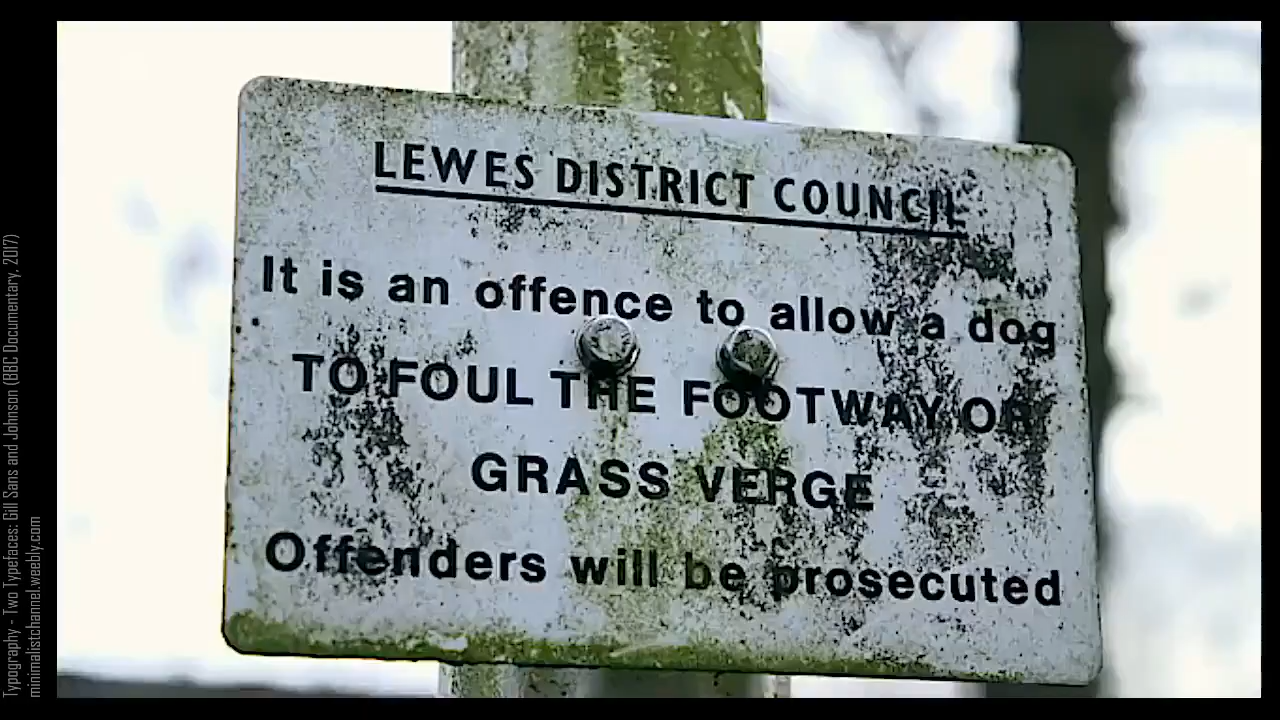 LEWES DISTRICT COUNCIL
It is an offence to allow a dog
TO FOUL THE FOOTWAY OR
GRASS VERGE
Offenders will be prosecuted
Typography - Two Typefaces: Gill Sans and Johnson (BBC Documentary, 2017)
minimalistchannel.weebly.com